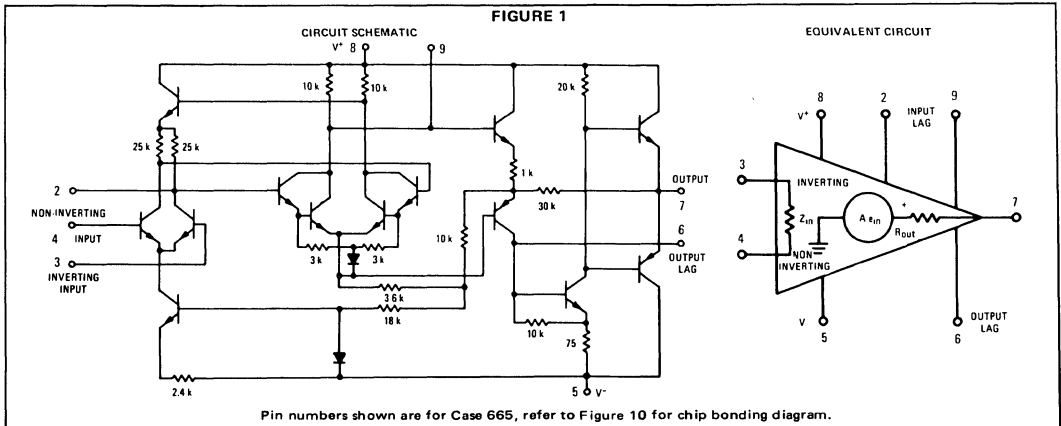 FIGURE 1
CIRCUIT SCHEMATIC
V+ 8
9
10 k
10 k
20k
25 k
25 k
1 k
2
OUTPUT
7
30 k
NON-INVERTING
4 INPUT
10 k
6
OUTPUT
LAG
3
INVERTING
INPUT
3 k
3 k
3 6 k
18 k
10 k
75
2.4 k
5 V-
EQUIVALENT CIRCUIT
8
2
INPUT
LAG
9
V+
3
INVERTING
Zin
A ein
+
Rout
7
4
NON
INVERTING
V
5
OUTPUT
LAG
6
Pin numbers shown are for Case 665, refer to Figure 10 for chip bonding diagram.